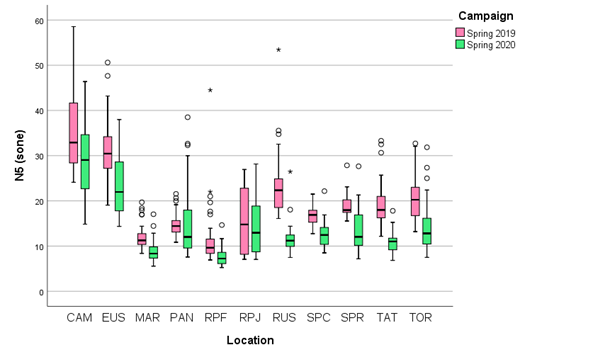 Campaign
Spring 2019
Spring 2020
N5 (sone)
60
50
40
30
20
10
0
CAM EUS MAR PAN RPF RPJ RUS SPC SPR TAT TOR
Location